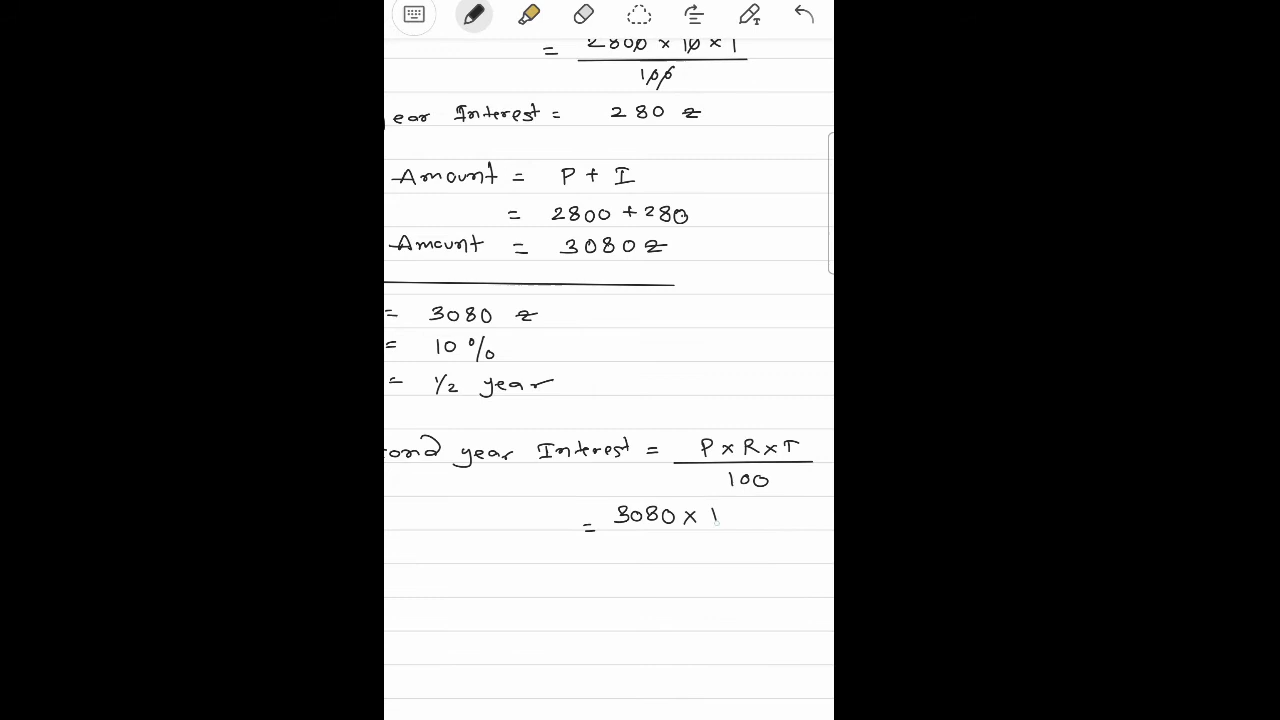 = 2800 x 10 x 1
100
ear Interest = 280 z
Amount = P + I
= 2800 + 280
Amount = 3080 z
= 3080 z
= 10 %
= 1/2 year
cond year Interest = P x R x T
100
= 3080 x 1